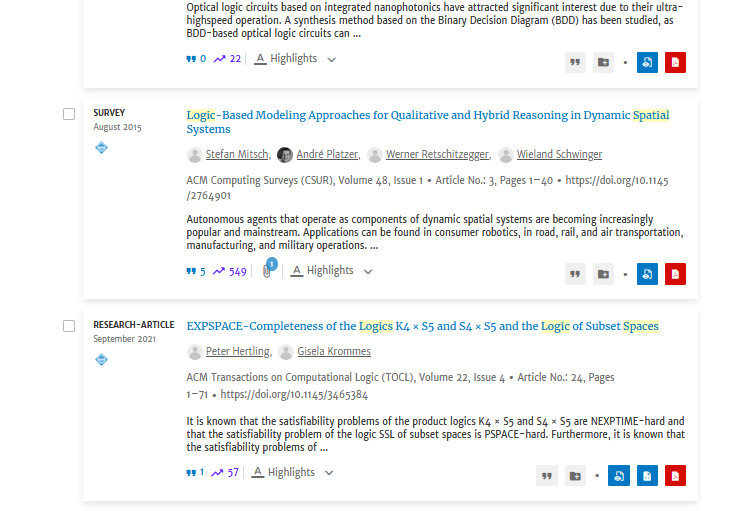 Optical logic circuits based on integrated nanophotonics have attracted significant interest due to their ultra-
highspeed operation. A synthesis method based on the Binary Decision Diagram (BDD) has been studied, as
BDD-based optical logic circuits can ...
0 22 A Highlights
SURVEY
August 2015
Logic-Based Modeling Approaches for Qualitative and Hybrid Reasoning in Dynamic Spatial
Systems
Stefan Mitsch, André Platzer, Werner Retschitzegger, Wieland Schwinger
ACM Computing Surveys (CSUR), Volume 48, Issue 1 • Article No.: 3, Pages 1–40 • https://doi.org/10.1145
/2764901
Autonomous agents that operate as components of dynamic spatial systems are becoming increasingly
popular and mainstream. Applications can be found in consumer robotics, in road, rail, and air transportation,
manufacturing, and military operations. ...
5 549 1 A Highlights
RESEARCH-ARTICLE
September 2021
EXPSPACE-Completeness of the Logics K4 × S5 and S4 × S5 and the Logic of Subset Spaces
Peter Hertling, Gisela Krommes
ACM Transactions on Computational Logic (TOCL), Volume 22, Issue 4 • Article No.: 24, Pages
1–71 • https://doi.org/10.1145/3465384
It is known that the satisfiability problems of the product logics K4 × S5 and S4 × S5 are NEXPTIME-hard and
that the satisfiability problem of the logic SSL of subset spaces is PSPACE-hard. Furthermore, it is known that
the satisfiability problems of ...
1 57 A Highlights